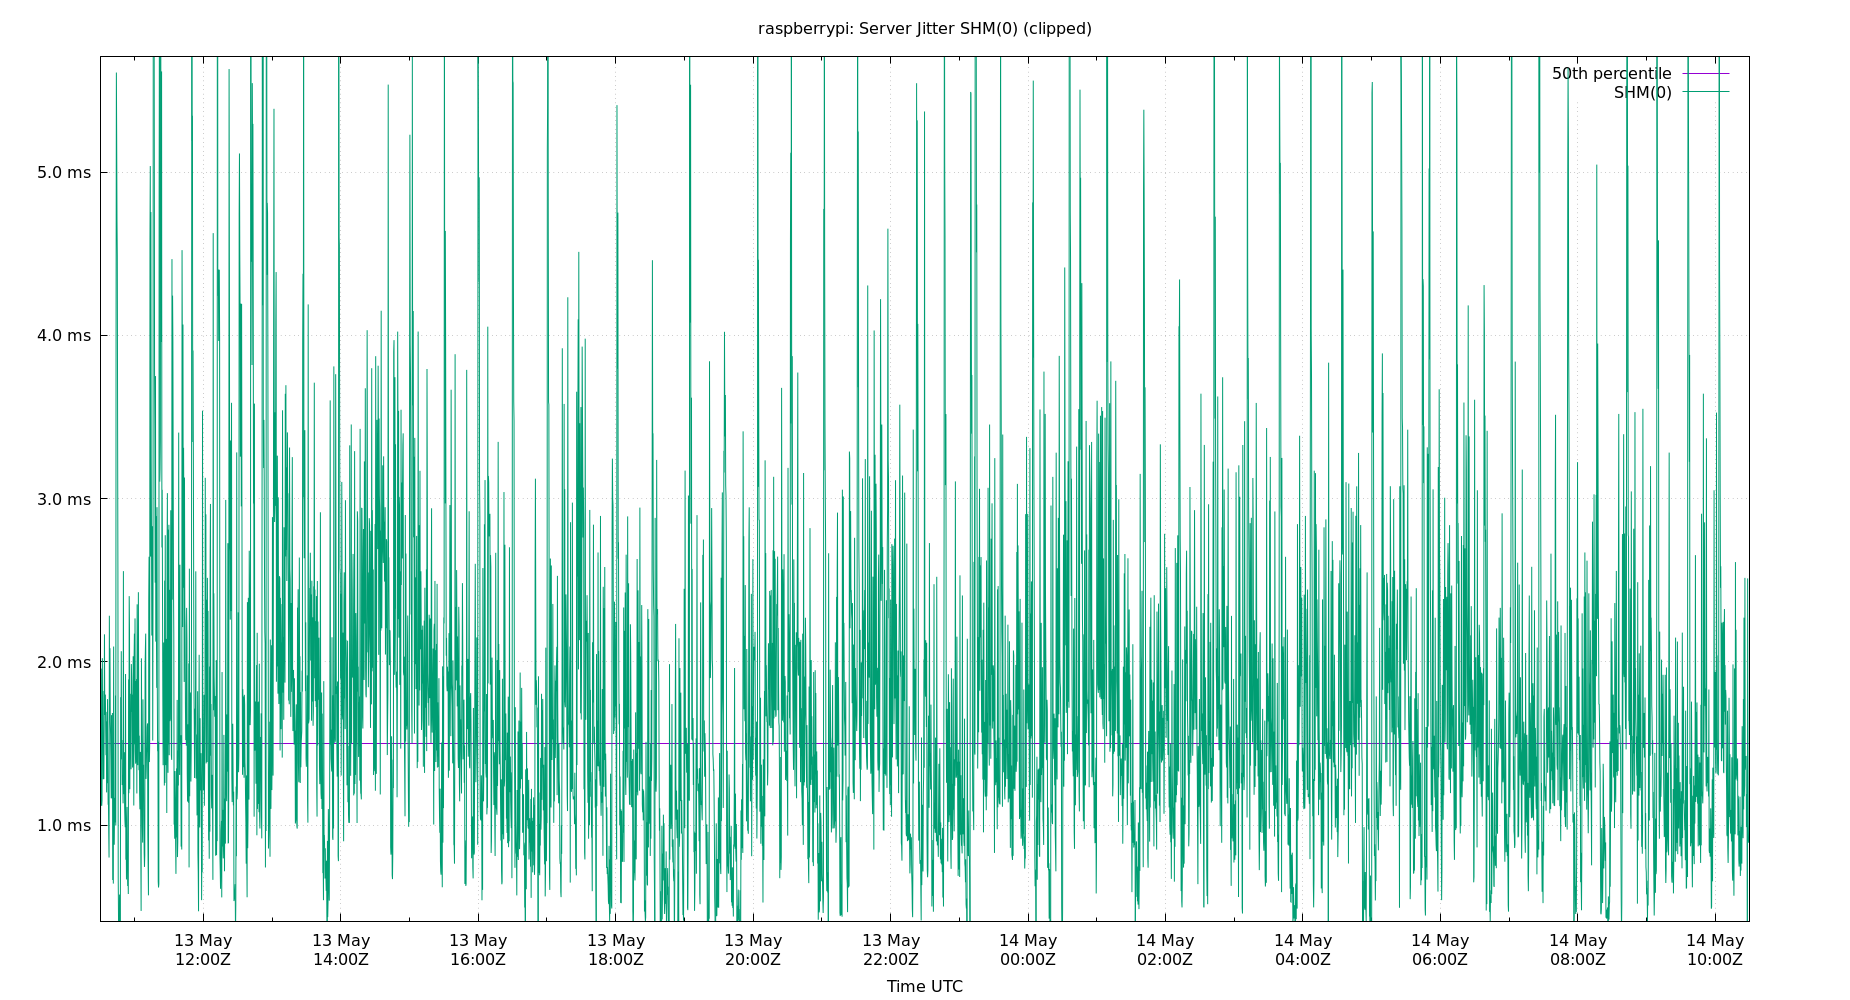 raspberrypi: Server Jitter SHM(0) (clipped)
50th percentile
SHM(0)
5.0 ms
4.0 ms
3.0 ms
2.0 ms
1.0 ms
13 May 13 May 13 May 13 May 13 May 13 May 14 May 14 May 14 May 14 May 14 May 14 May
12:00Z 14:00Z 16:00Z 18:00Z 20:00Z 22:00Z 00:00Z 02:00Z 04:00Z 06:00Z 08:00Z 10:00Z
Time UTC